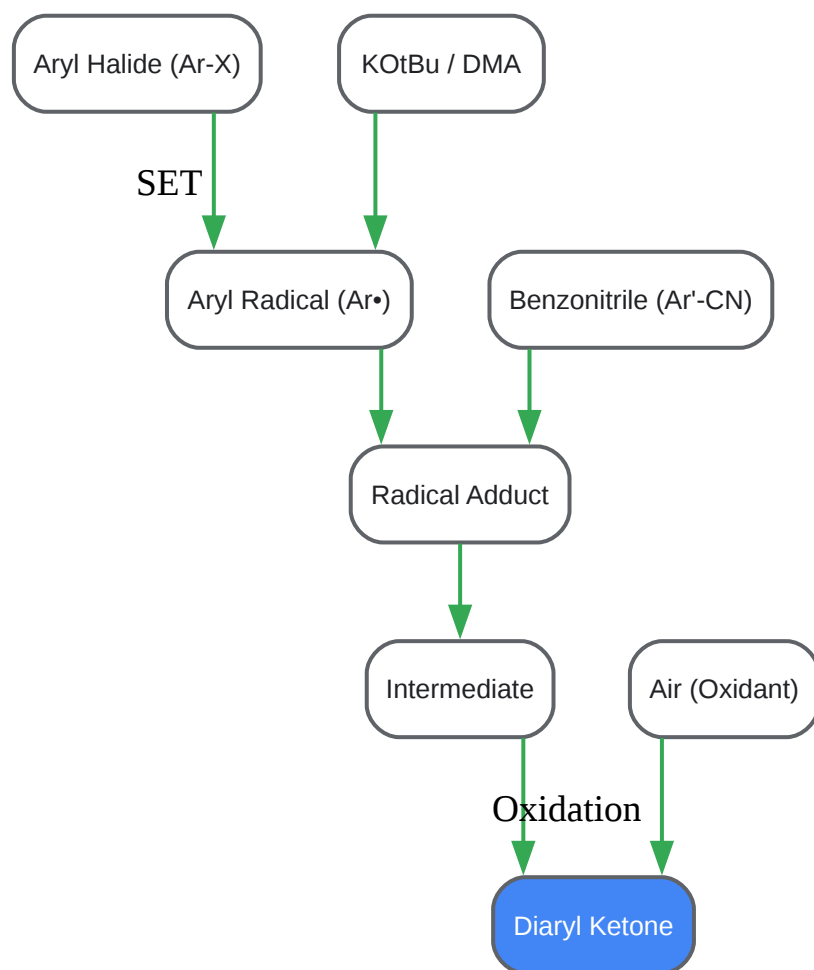 Aryl Halide (Ar-X)
KOtBu / DMA
SET
Aryl Radical (Ar•)
Benzonitrile (Ar'-CN)
Radical Adduct
Intermediate
Air (Oxidant)
Oxidation
Diaryl Ketone